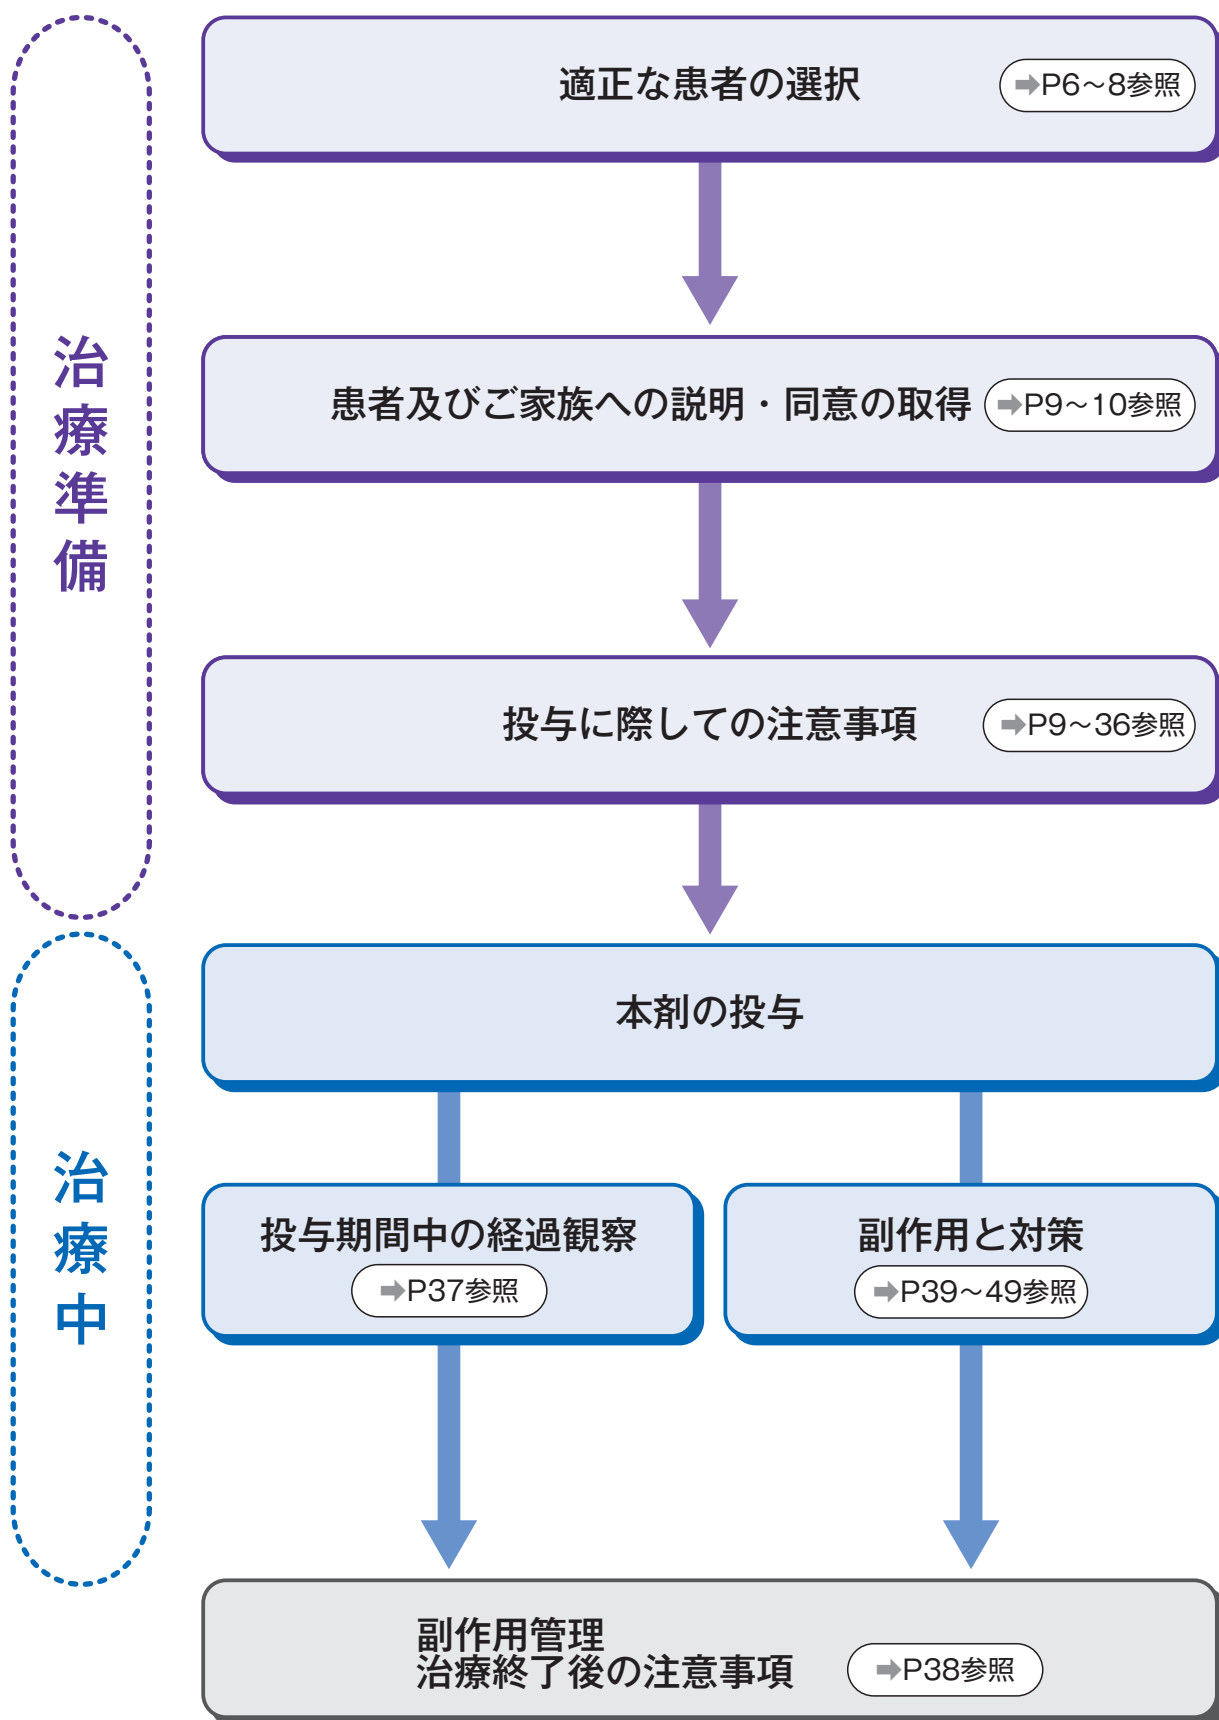 治療準備
適正な患者の選択
➡P6～8参照
患者及びご家族への説明・同意の取得
➡P9～10参照
投与に際しての注意事項
➡P9～36参照
治療中
本剤の投与
投与期間中の経過観察
➡P37参照
副作用と対策
➡P39～49参照
副作用管理
治療終了後の注意事項
➡P38参照